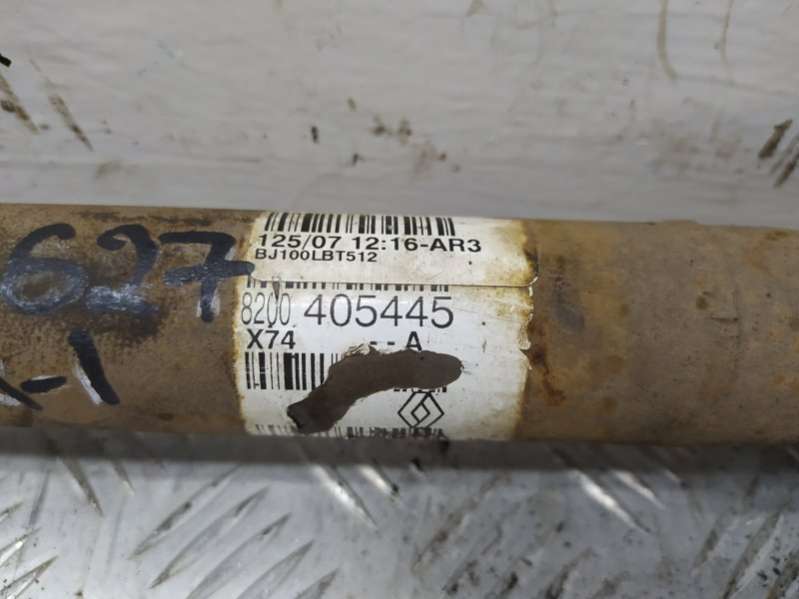 627
125/07 12:16-AR3
BJ100LBT512
8200 405445
X74 - - A